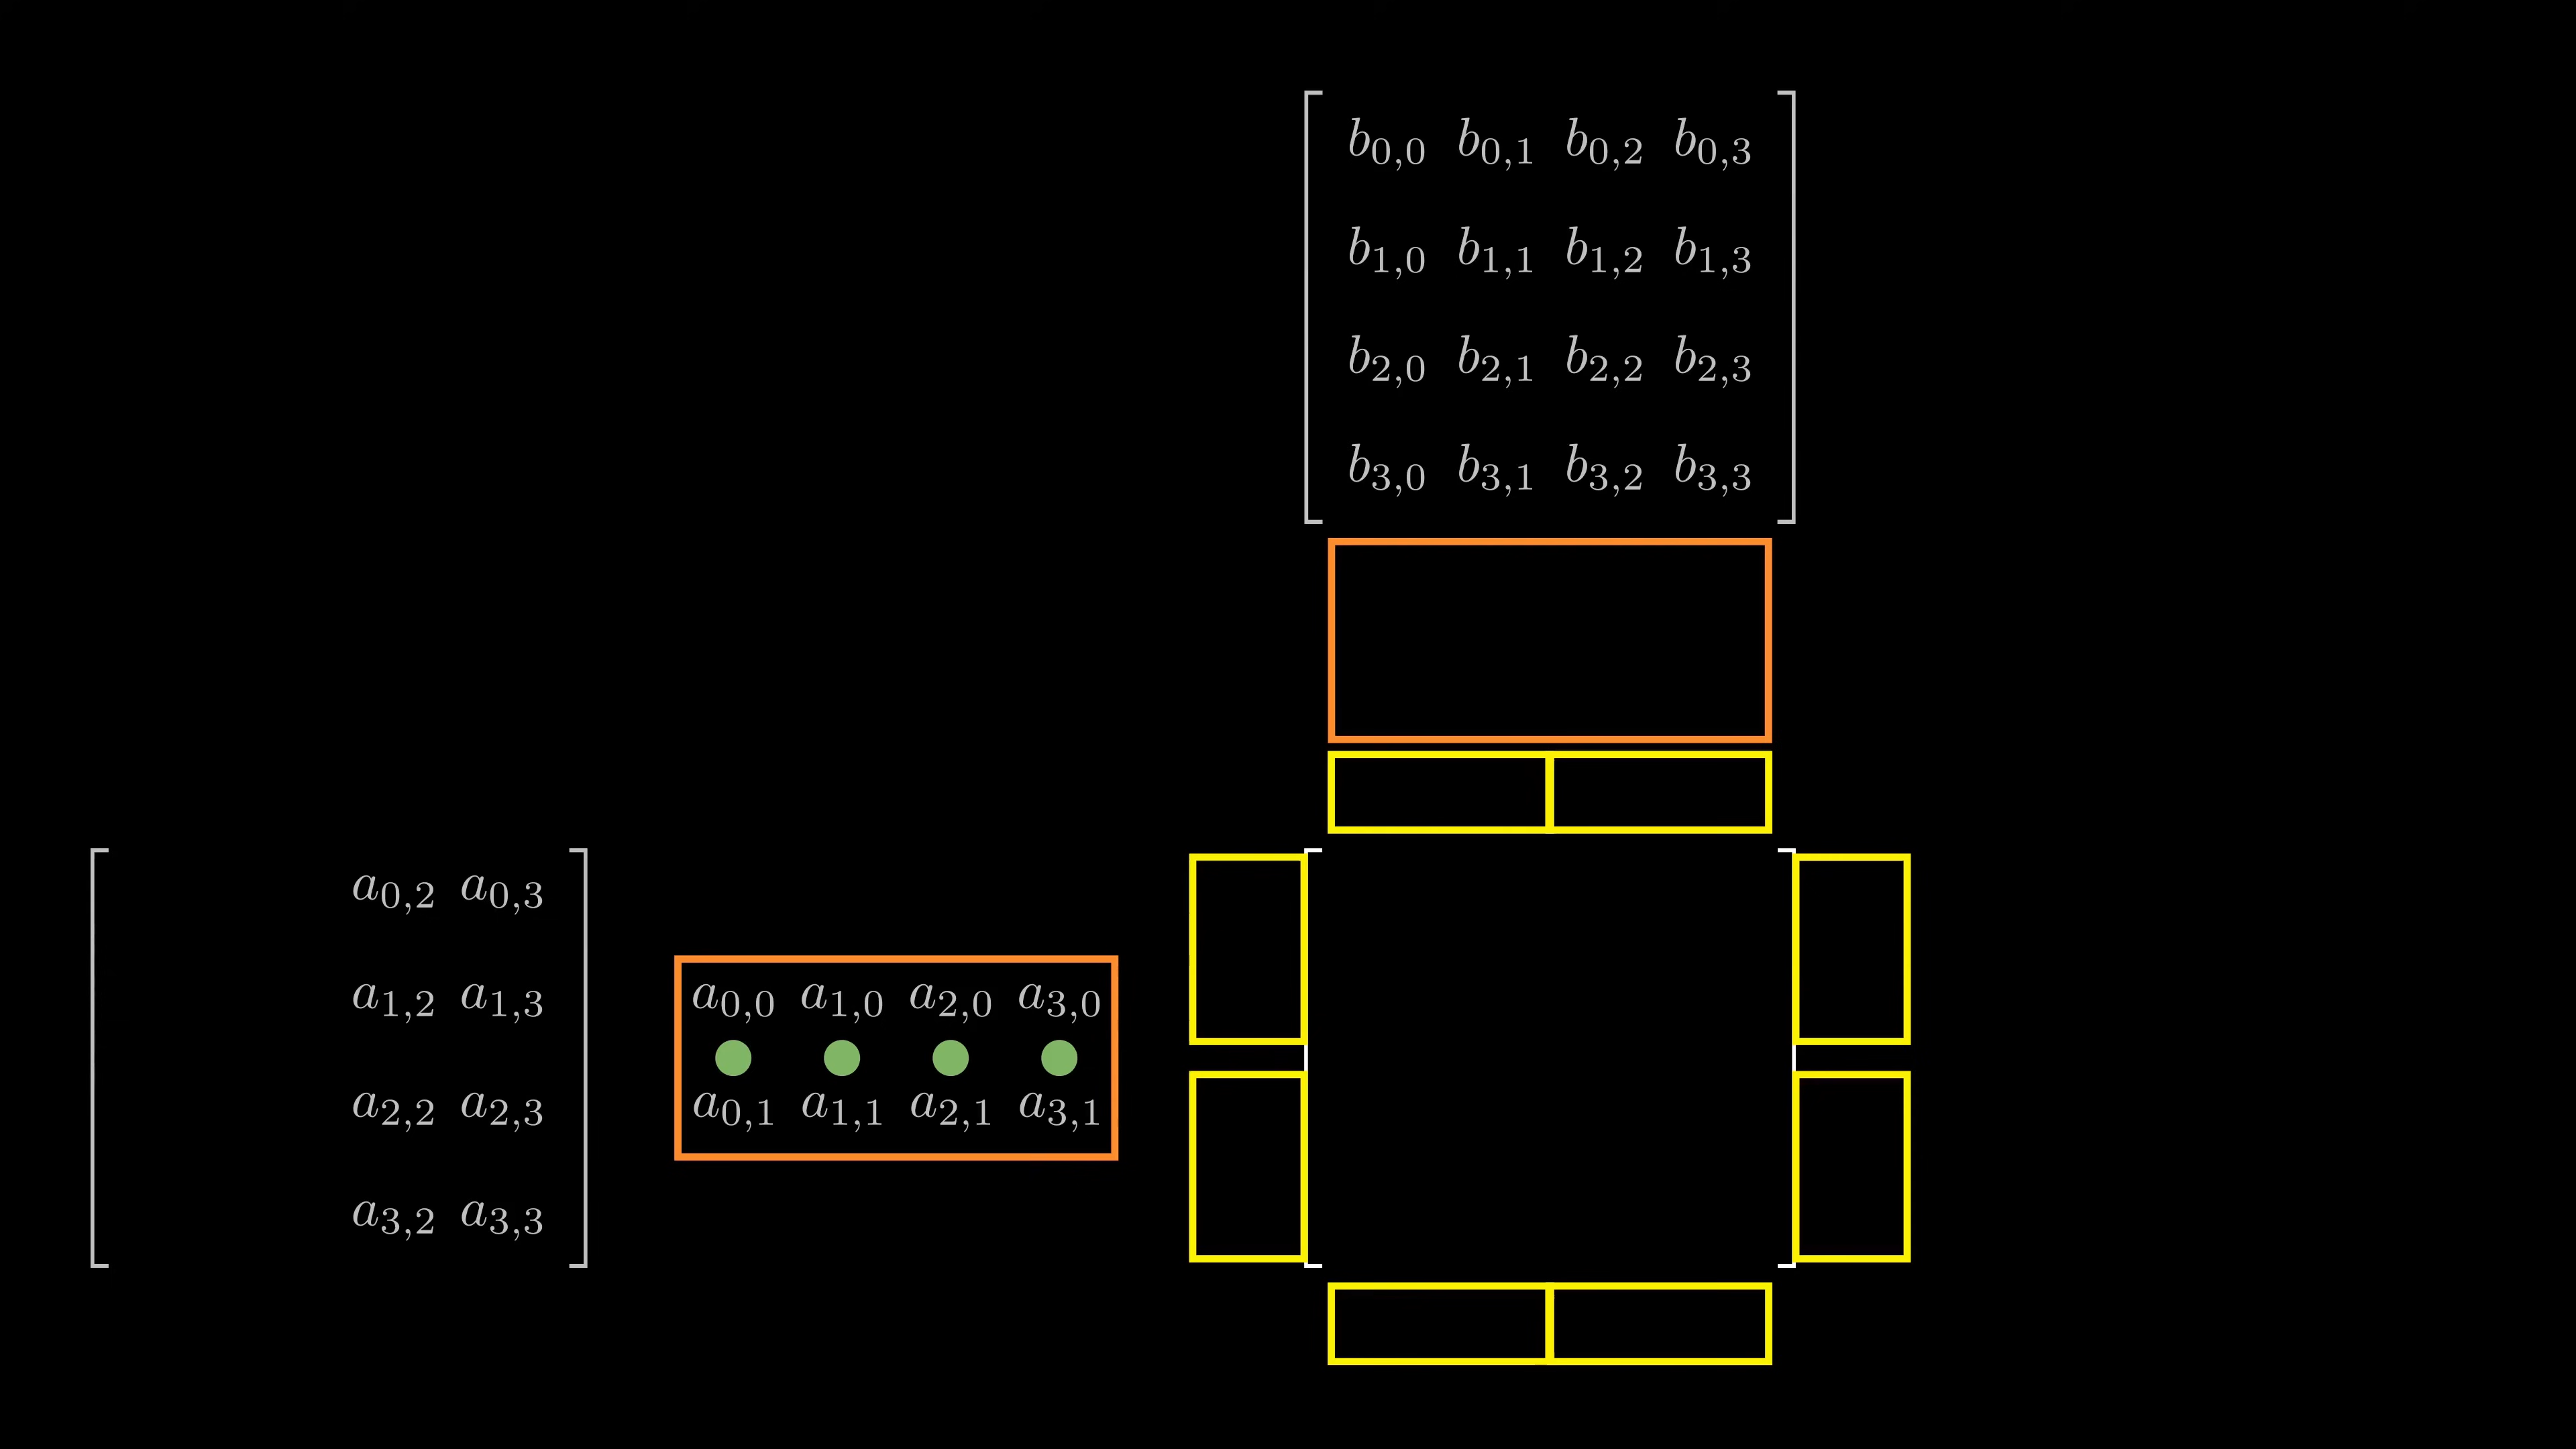 b0,0 b0,1 b0,2 b0,3
b1,0 b1,1 b1,2 b1,3
b2,0 b2,1 b2,2 b2,3
b3,0 b3,1 b3,2 b3,3
a0,2 a0,3
a1,2 a1,3
a2,2 a2,3
a3,2 a3,3
a0,0 a1,0 a2,0 a3,0
a0,1 a1,1 a2,1 a3,1